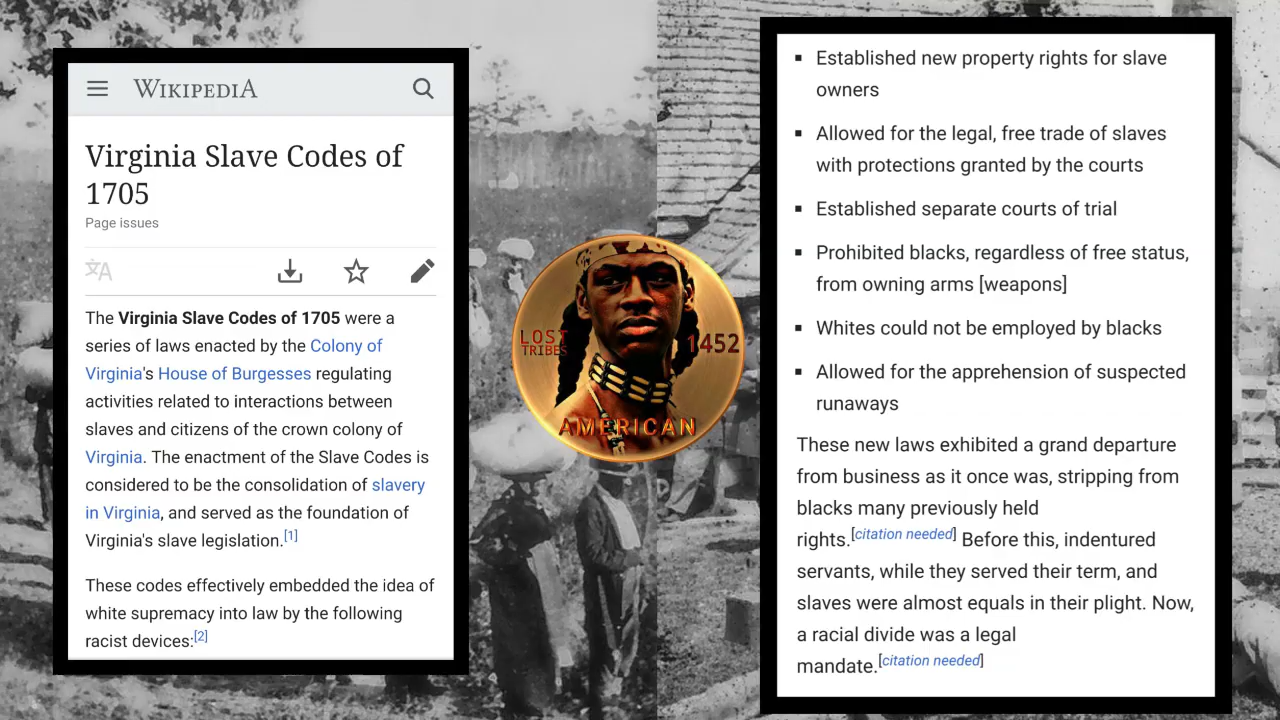 WIKIPEDIA
Virginia Slave Codes of
1705
Page issues
The Virginia Slave Codes of 1705 were a
series of laws enacted by the Colony of
Virginia's House of Burgesses regulating
activities related to interactions between
slaves and citizens of the crown colony of
Virginia. The enactment of the Slave Codes is
considered to be the consolidation of slavery
in Virginia, and served as the foundation of
Virginia's slave legislation.[1]
These codes effectively embedded the idea of
white supremacy into law by the following
racist devices:[2]
LOST
TRIBES
1452
AMERICAN
▪ Established new property rights for slave
owners
▪ Allowed for the legal, free trade of slaves
with protections granted by the courts
▪ Established separate courts of trial
▪ Prohibited blacks, regardless of free status,
from owning arms [weapons]
▪ Whites could not be employed by blacks
▪ Allowed for the apprehension of suspected
runaways
These new laws exhibited a grand departure
from business as it once was, stripping from
blacks many previously held
rights.[citation needed] Before this, indentured
servants, while they served their term, and
slaves were almost equals in their plight. Now,
a racial divide was a legal
mandate.[citation needed]